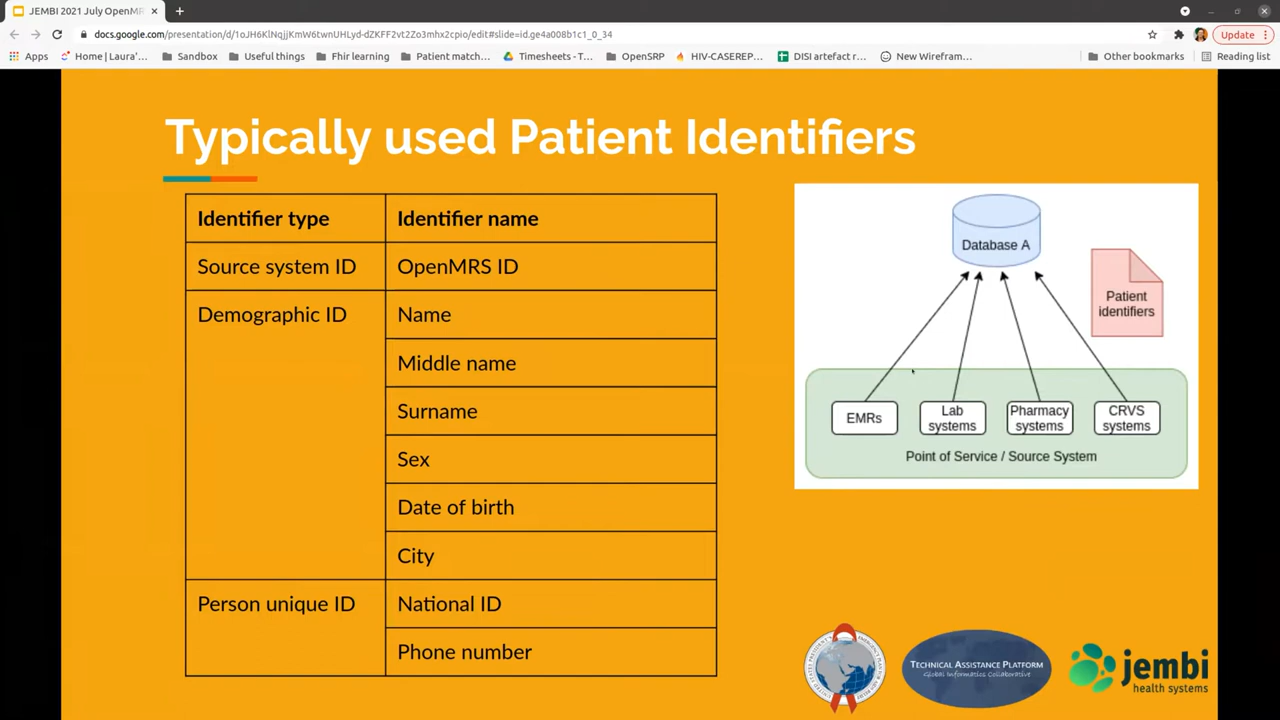 JEMBI 2021 July OpenMR
docs.google.com/presentation/d/1oJH6KlNqjjKmW6twnUHLyd-dZKFF2vt2Zo3mhx2cpio/edit#slide=id.ge4a008b1c1_0_34
Update
Apps
Home | Laura'...
Sandbox
Useful things
Fhir learning
Patient match...
Timesheets - T...
OpenSRP
HIV-CASEREP...
DISI artefact r...
New Wirefram...
Other bookmarks
Reading list
Typically used Patient Identifiers
Identifier type Identifier name
Source system ID OpenMRS ID
Demographic ID Name
Middle name
Surname
Sex
Date of birth
City
Person unique ID National ID
Phone number
Database A
Patient
identifiers
EMRs
Lab
systems
Pharmacy
systems
CRVS
systems
Point of Service / Source System
TECHNICAL ASSISTANCE PLATFORM
Global Informatics Collaborative
jembi
health systems